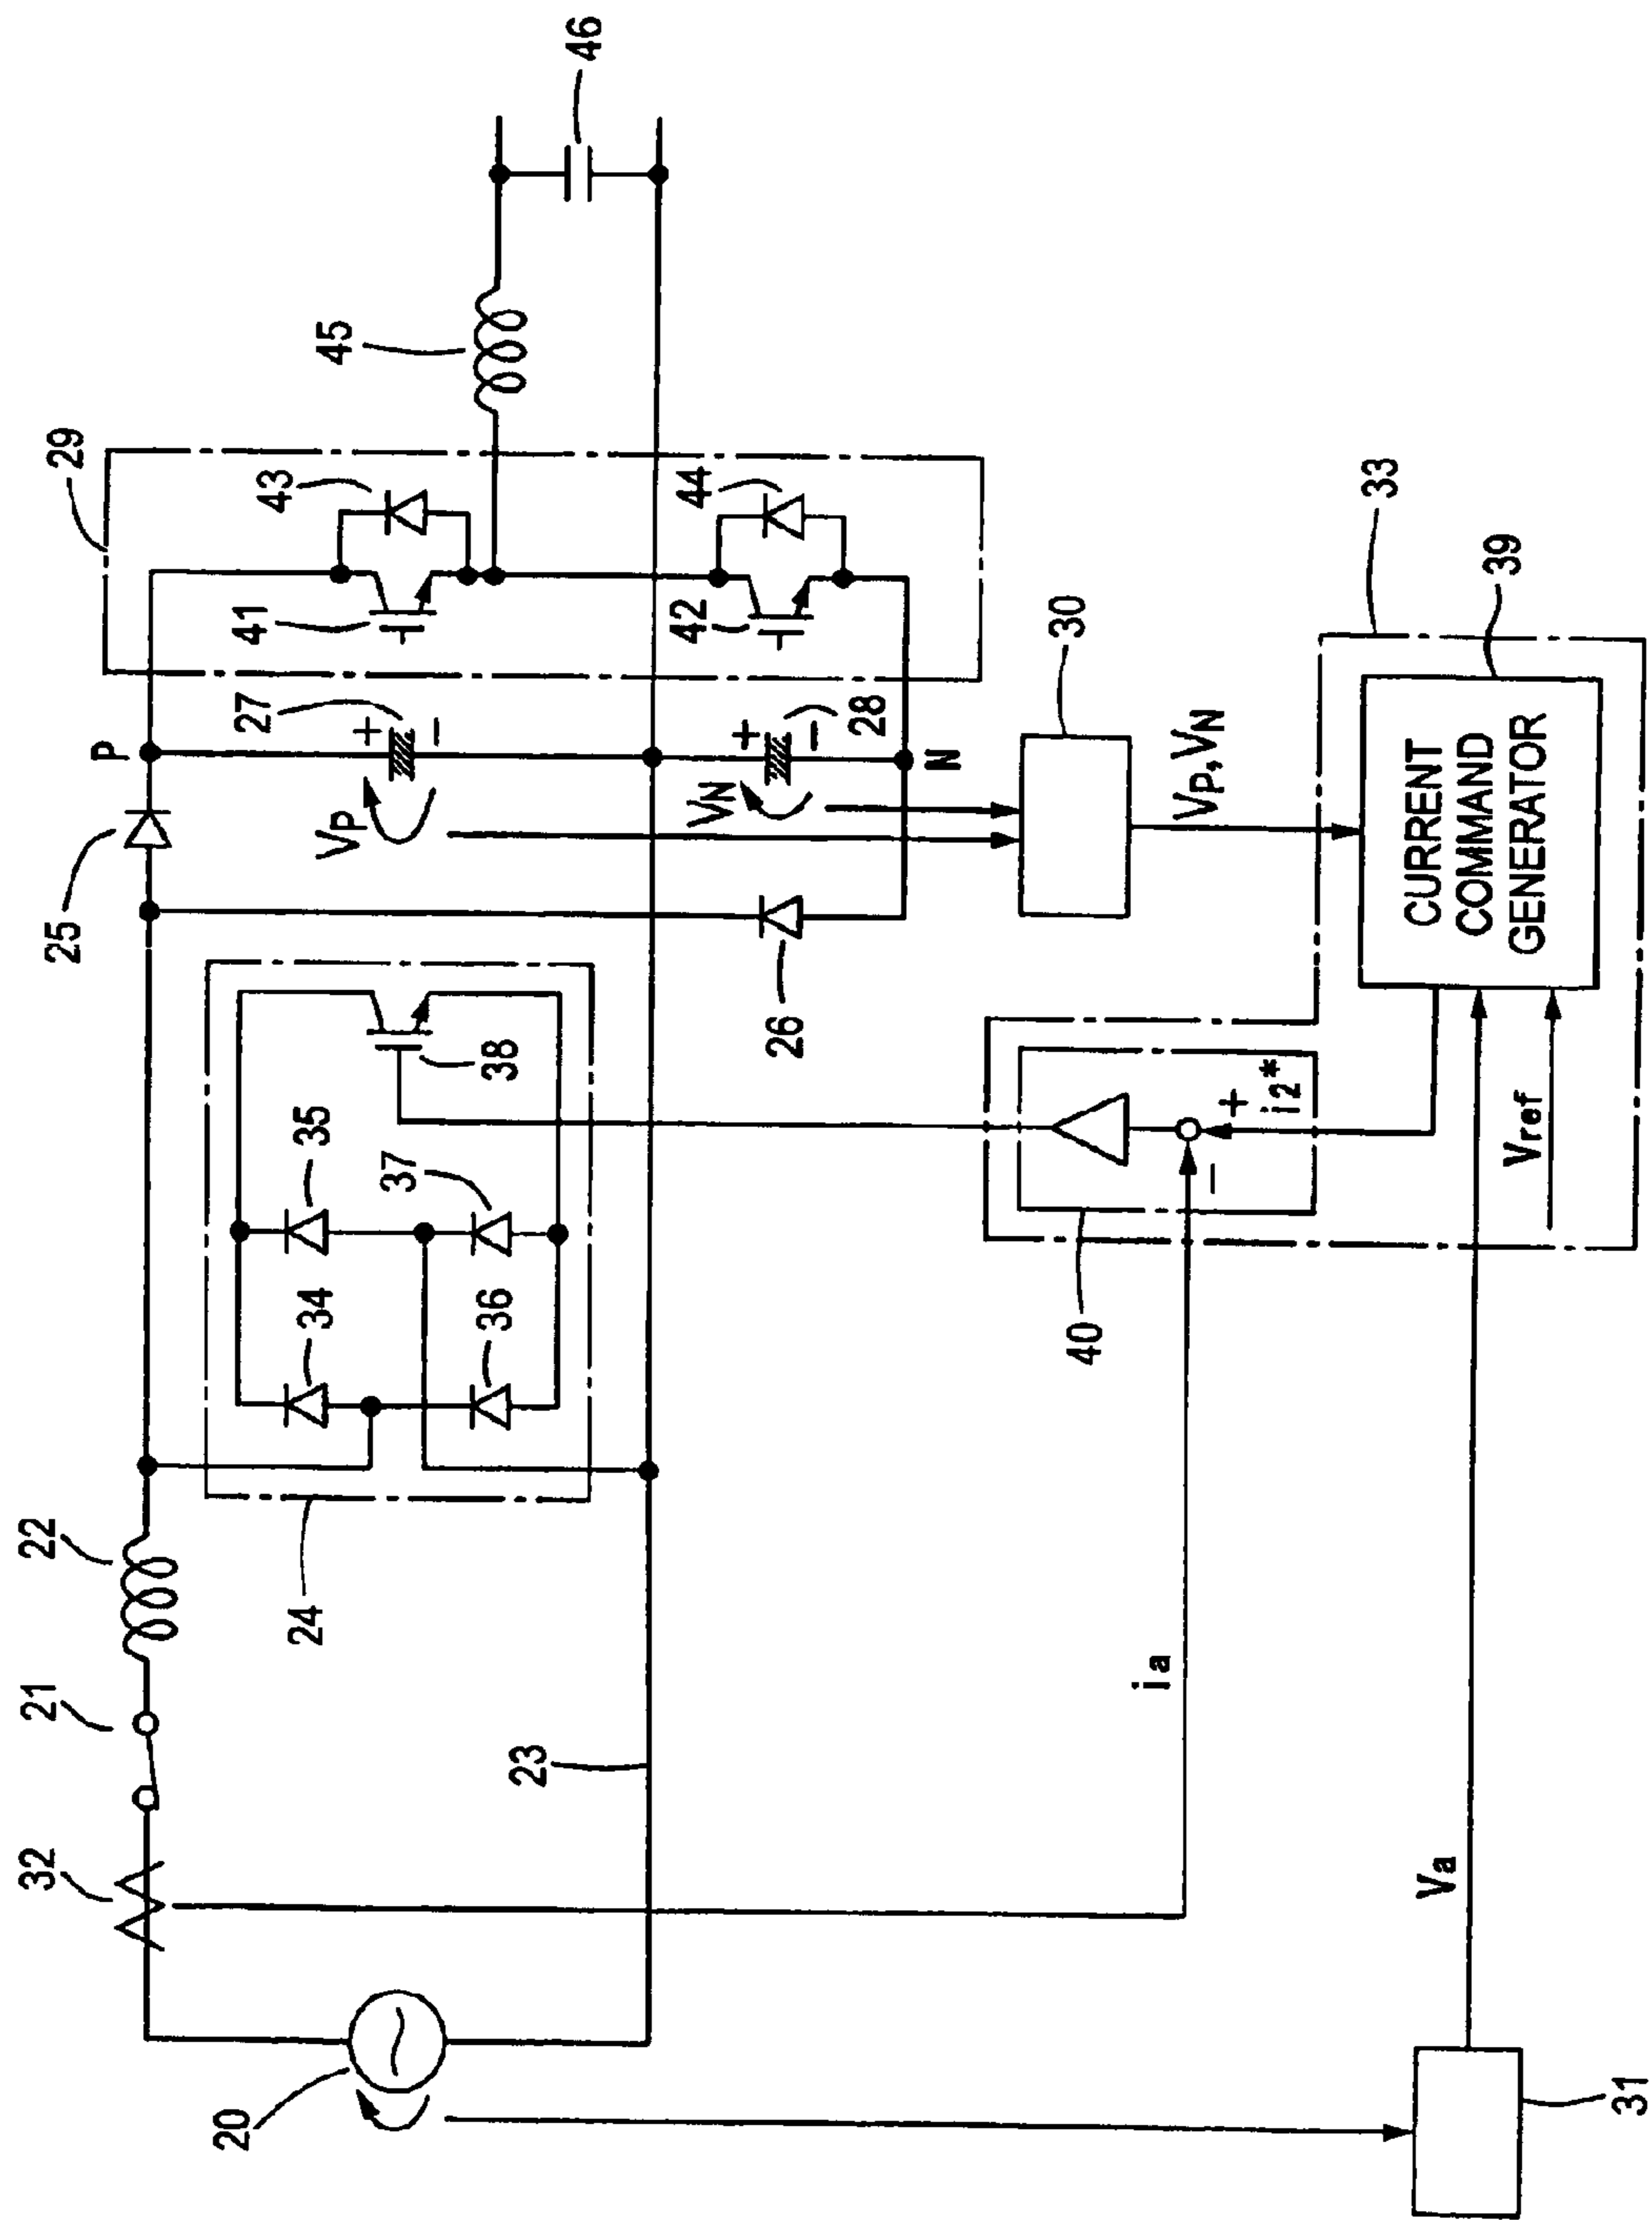 46
45
29
43
44
41
42
27
+
−
28
+
−
P
N
VP
VN
25
26
30
VP,VN
33
39
CURRENT
COMMAND
GENERATOR
38
35
37
34
36
24
22
21
32
23
20
40
+
i2*
−
Vref
ia
Va
31